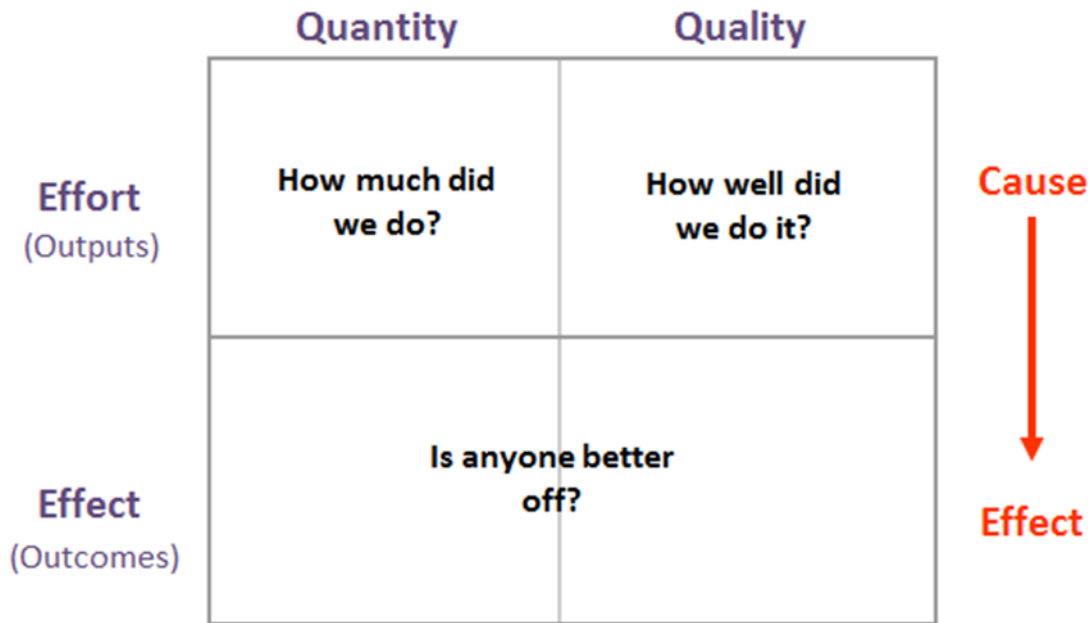 Quantity Quality
Effort
(Outputs)
How much did
we do?
How well did
we do it?
Cause
Effect
(Outcomes)
Is anyone better
off?
Effect